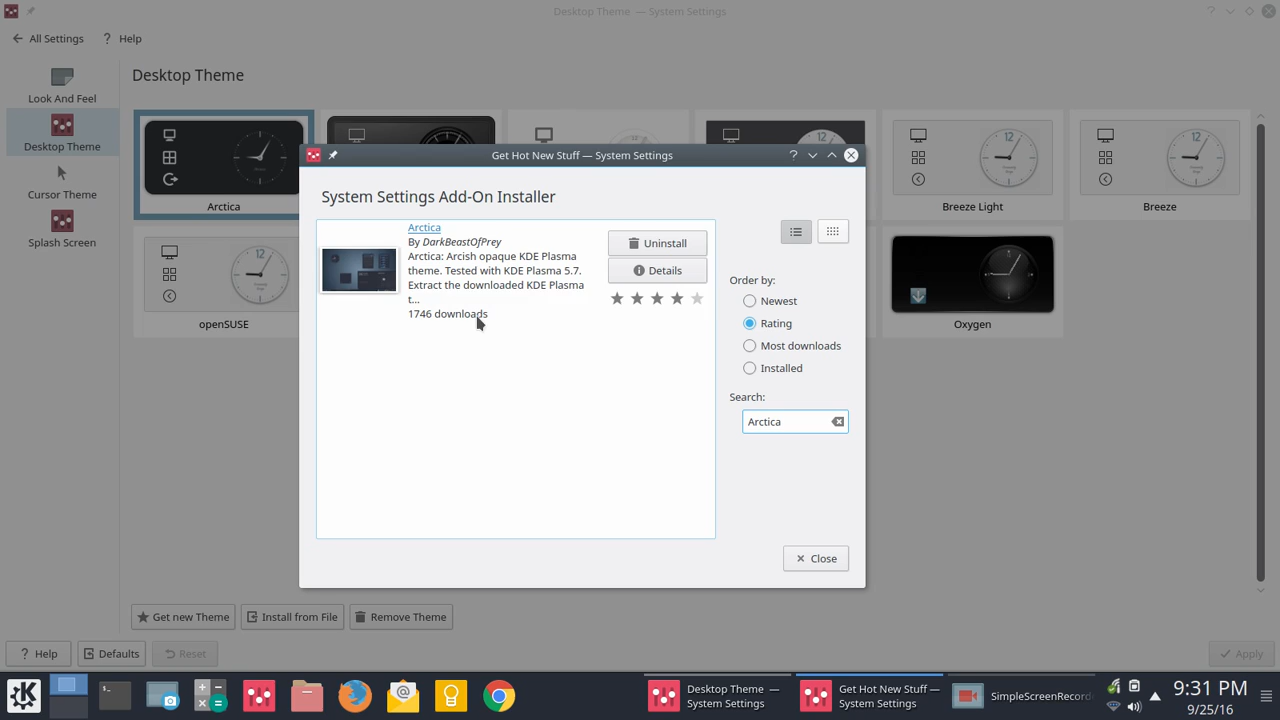 Desktop Theme — System Settings
All Settings
Help
Look And Feel
Desktop Theme
Cursor Theme
Splash Screen
Desktop Theme
Arctica
12
12
12
Breeze Light
Breeze
openSUSE
Oxygen
Get Hot New Stuff — System Settings
System Settings Add-On Installer
Arctica
By DarkBeastOfPrey
Arctica: Arcish opaque KDE Plasma
theme. Tested with KDE Plasma 5.7.
Extract the downloaded KDE Plasma
t...
1746 downloads
Uninstall
Details
Order by:
Newest
Rating
Most downloads
Installed
Search:
Arctica
Close
Get new Theme
Install from File
Remove Theme
Help
Defaults
Reset
Apply
Desktop Theme —
System Settings
Get Hot New Stuff —
System Settings
SimpleScreenRecord
9:31 PM
9/25/16